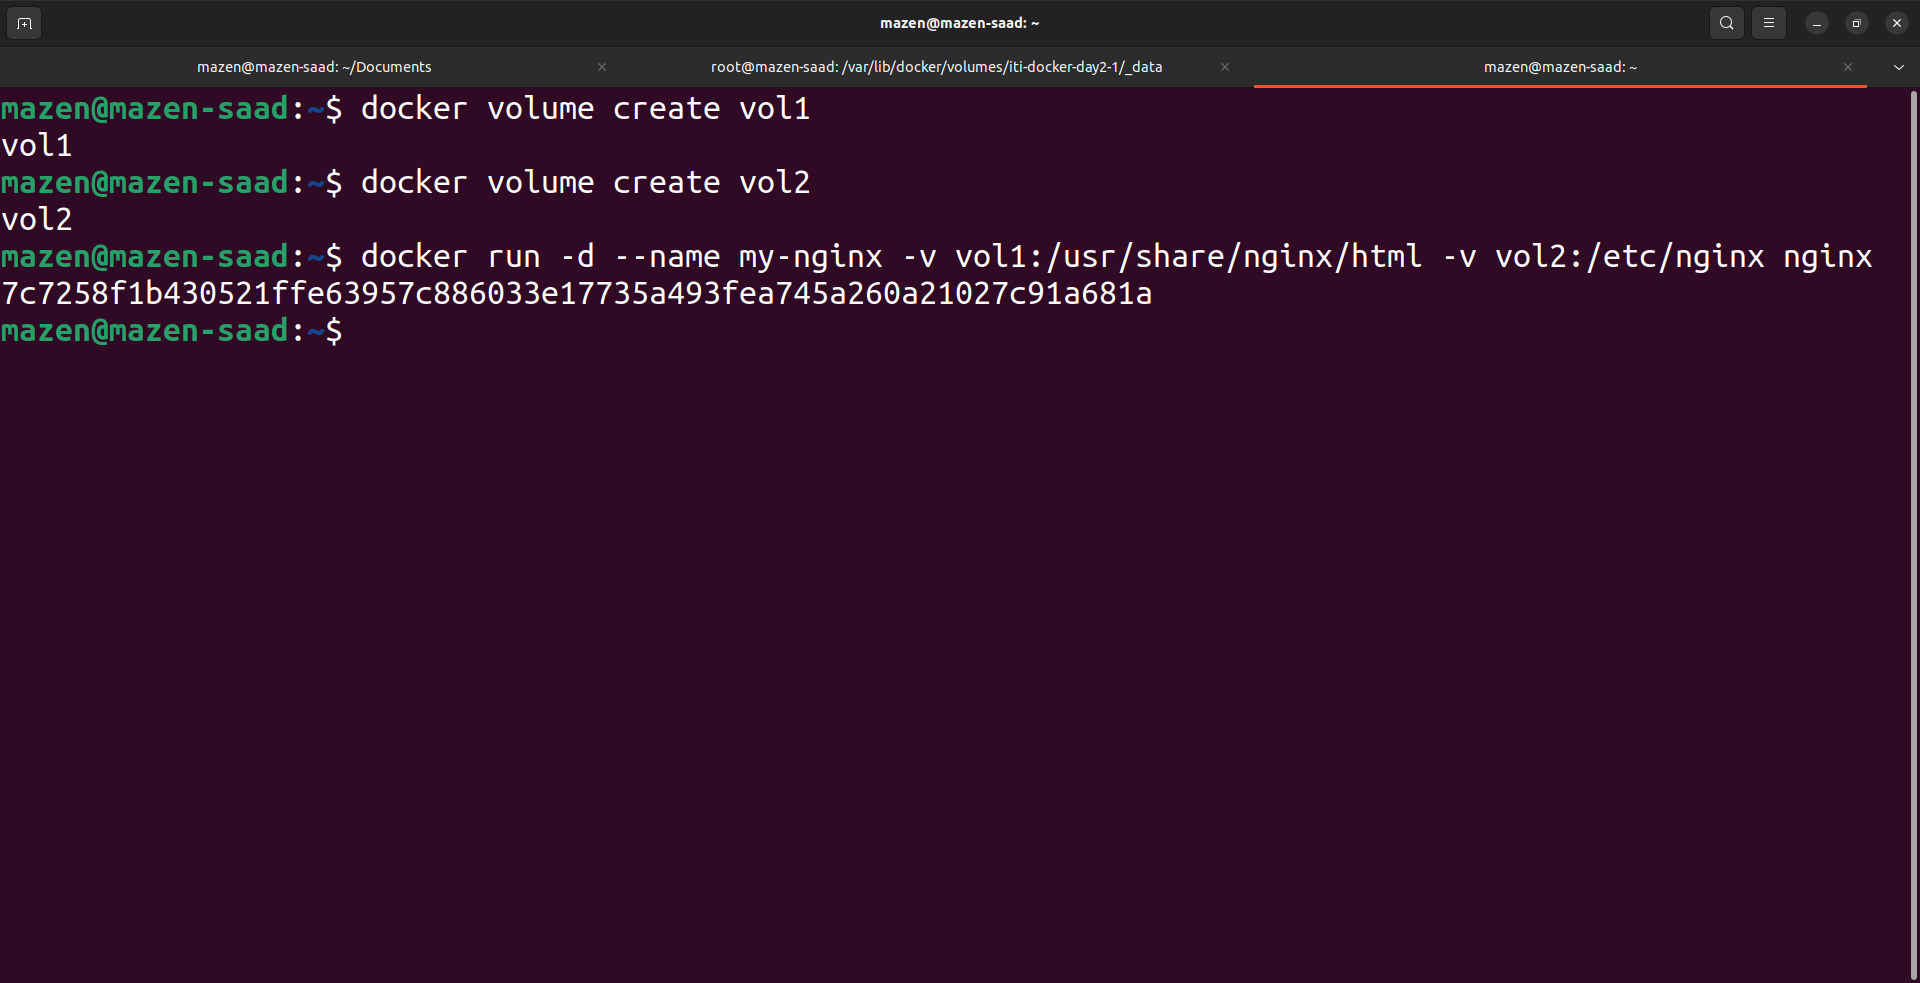 mazen@mazen-saad: ~
mazen@mazen-saad: ~/Documents
root@mazen-saad: /var/lib/docker/volumes/iti-docker-day2-1/_data
mazen@mazen-saad: ~
mazen@mazen-saad:~$ docker volume create vol1
vol1
mazen@mazen-saad:~$ docker volume create vol2
vol2
mazen@mazen-saad:~$ docker run -d --name my-nginx -v vol1:/usr/share/nginx/html -v vol2:/etc/nginx nginx
7c7258f1b430521ffe63957c886033e17735a493fea745a260a21027c91a681a
mazen@mazen-saad:~$